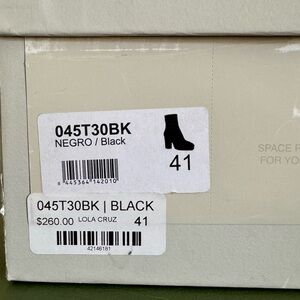 045T30BK
NEGRO / Black
41
8 445364 142010
SPACE
FOR YO
045T30BK | BLACK
$260.00 LOLA CRUZ 41
42146181